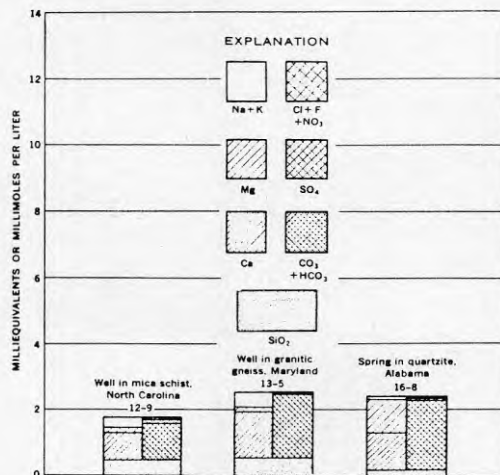 14
12
10
8
6
4
2
0
MILLIEQUIVALENTS OR MILLIMOLES PER LITER
EXPLANATION
Na+K
Cl+F
+NO₃
Mg
SO₄
Ca
CO₃
+HCO₃
SiO₂
Well in mica schist,
North Carolina
12–9
Well in granitic
gneiss, Maryland
13–5
Spring in quartzite,
Alabama
16–8